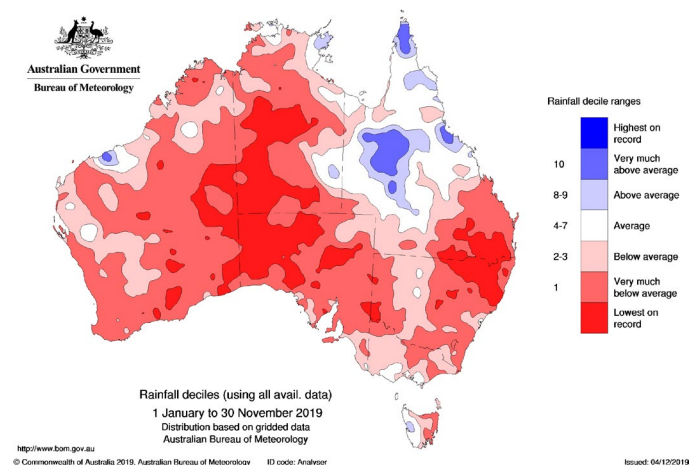 Australian Government
Bureau of Meteorology
Rainfall decile ranges
Highest on
record
10
Very much
above average
8-9
Above average
4-7
Average
2-3
Below average
1
Very much
below average
Lowest on
record
Rainfall deciles (using all avail. data)
1 January to 30 November 2019
Distribution based on gridded data
Australian Bureau of Meteorology
http://www.bom.gov.au
© Commonwealth of Australia 2019, Australian Bureau of Meteorology ID code: Analyser Issued: 04/12/2019